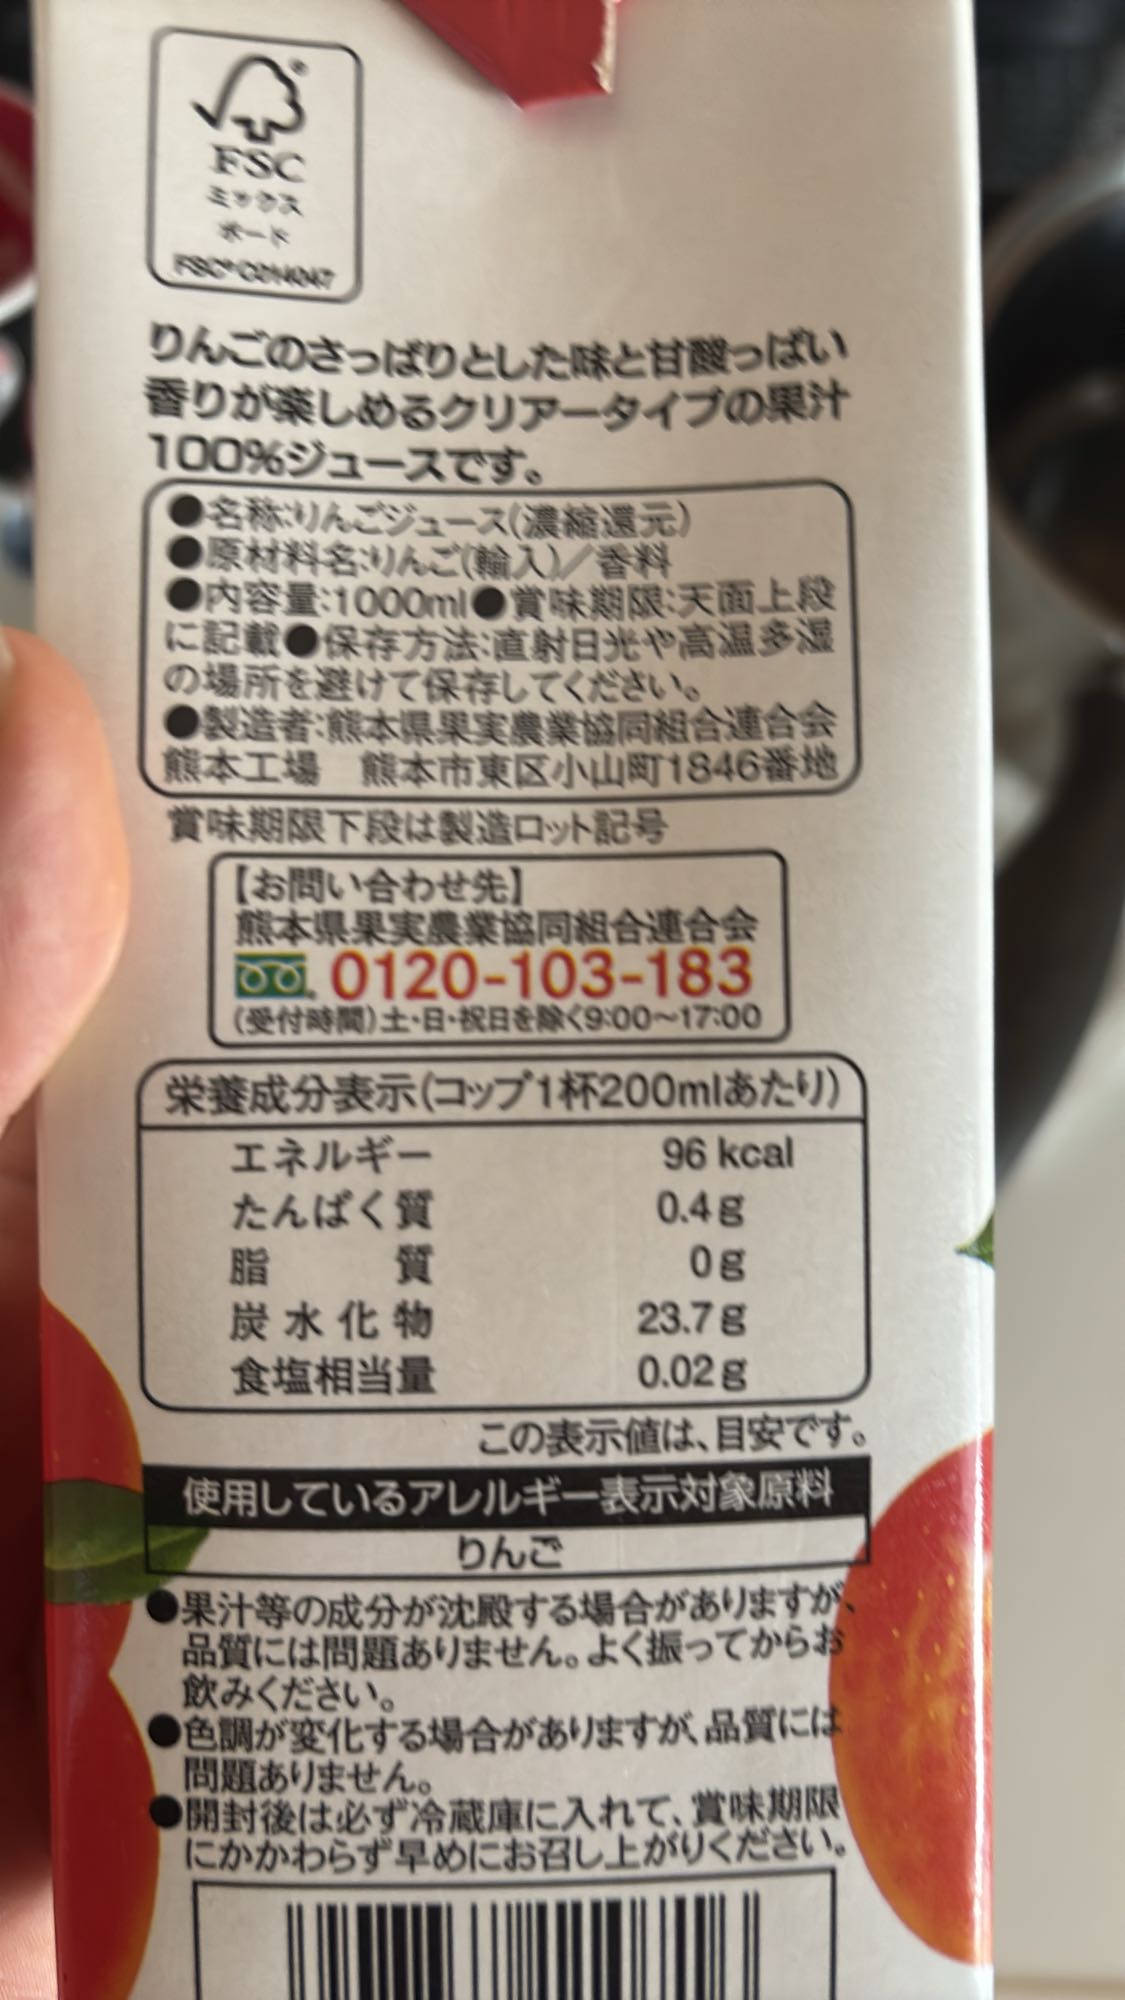 FSC
ミックス
ボード
FSC® C014047
りんごのさっぱりとした味と甘酸っぱい
香りが楽しめるクリアータイプの果汁
100%ジュースです。
●名称:りんごジュース(濃縮還元)
●原材料名:りんご(輸入)／香料
●内容量:1000ml●賞味期限:天面上段
に記載●保存方法:直射日光や高温多湿
の場所を避けて保存してください。
●製造者:熊本県果実農業協同組合連合会
熊本工場　熊本市東区小山町1846番地
賞味期限下段は製造ロット記号
【お問い合わせ先】
熊本県果実農業協同組合連合会
0120-103-183
(受付時間)土・日・祝日を除く9:00～17:00
栄養成分表示(コップ1杯200mlあたり)
エネルギー 96 kcal
たんぱく質 0.4g
脂質 0g
炭水化物 23.7g
食塩相当量 0.02g
この表示値は、目安です。
使用しているアレルギー表示対象原料
りんご
●果汁等の成分が沈殿する場合がありますが、
品質には問題ありません。よく振ってからお
飲みください。
●色調が変化する場合がありますが、品質には
問題ありません。
●開封後は必ず冷蔵庫に入れて、賞味期限
にかかわらず早めにお召し上がりください。